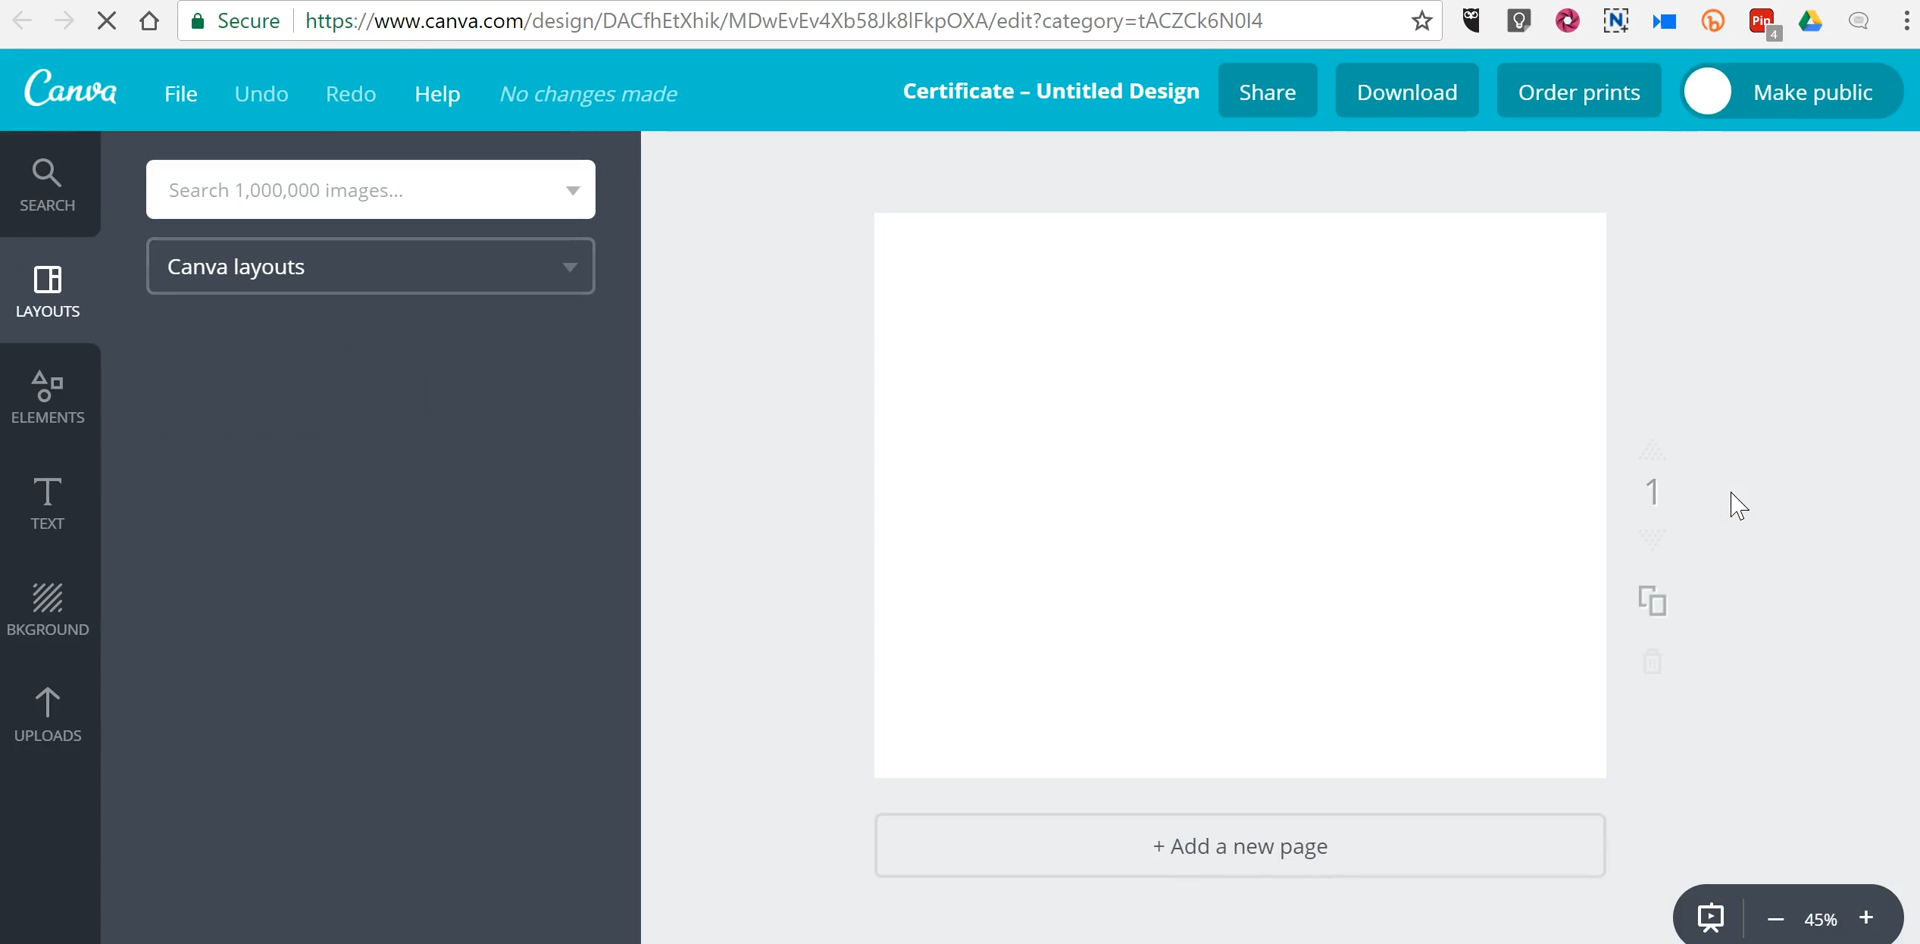 Secure https://www.canva.com/design/DACfhEtXhik/MDwEvEv4Xb58Jk8lFkpOXA/edit?category=tACZCk6N0I4
Pin
4
Canva File Undo Redo Help No changes made Certificate – Untitled Design Share Download Order prints Make public
SEARCH
Search 1,000,000 images...
Canva layouts
LAYOUTS
ELEMENTS
TEXT
BKGROUND
UPLOADS
1
+ Add a new page
45%